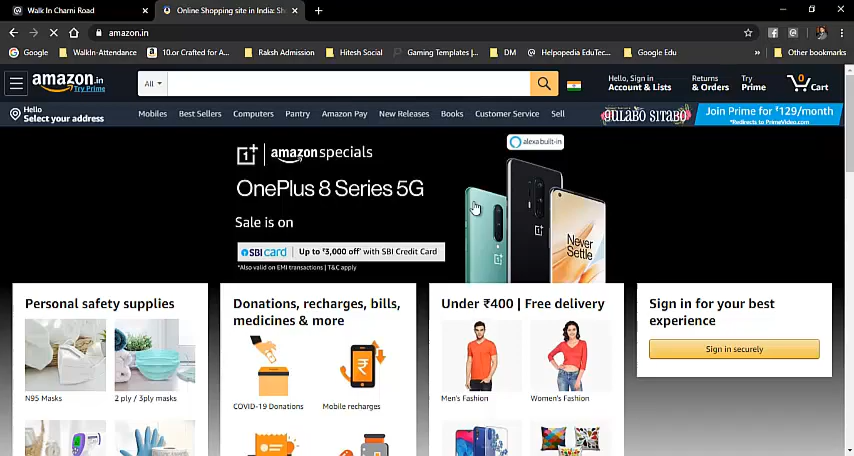 Walk In Charni Road
Online Shopping site in India: Sh
amazon.in
Google
WalkIn-Attendance
10.or Crafted for A...
Raksh Admission
Hitesh Social
Gaming Templates |...
DM
Helpopedia EduTec...
Google Edu
»
Other bookmarks
amazon.in
Try Prime
All
Hello, Sign in
Account & Lists
Returns
& Orders
Try
Prime
0
Cart
Hello
Select your address
Mobiles
Best Sellers
Computers
Pantry
Amazon Pay
New Releases
Books
Customer Service
Sell
GULABO SITABO
Join Prime for ₹129/month
*Redirects to PrimeVideo.com
alexa built-in
1+ | amazonspecials
OnePlus 8 Series 5G
Sale is on
SBI card | Up to ₹3,000 off* with SBI Credit Card
*Also valid on EMI transactions | T&C apply
Never
Settle
Personal safety supplies
N95 Masks
2 ply / 3ply masks
Donations, recharges, bills,
medicines & more
COVID-19 Donations
Mobile recharges
Under ₹400 | Free delivery
Men's Fashion
Women's Fashion
Sign in for your best
experience
Sign in securely